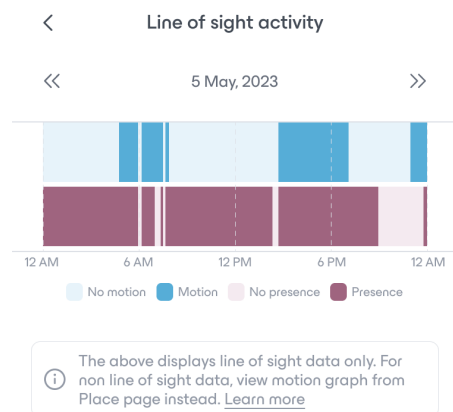 Line of sight activity
5 May, 2023
12 AM 6 AM 12 PM 6 PM 12 AM
No motion Motion No presence Presence
The above displays line of sight data only. For
non line of sight data, view motion graph from
Place page instead. Learn more